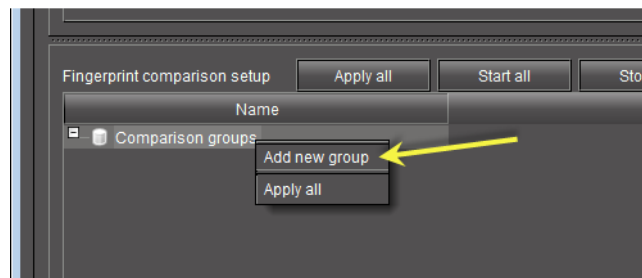 Fingerprint comparison setup Apply all Start all
Name
Comparison groups
Add new group
Apply all